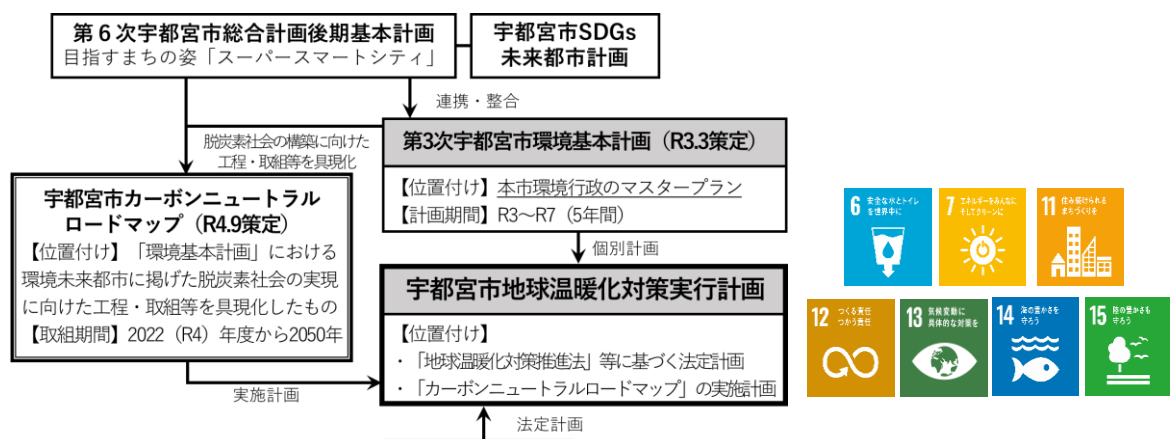 第６次宇都宮市総合計画後期基本計画
目指すまちの姿「スーパースマートシティ」
宇都宮市SDGs
未来都市計画
連携・整合
脱炭素社会の構築に向けた
工程・取組等を具現化
第3次宇都宮市環境基本計画（R3.3策定）
【位置付け】本市環境行政のマスタープラン
【計画期間】R3～R7（5年間）
宇都宮市カーボンニュートラル
ロードマップ（R4.9策定）
【位置付け】「環境基本計画」における
環境未来都市に掲げた脱炭素社会の実現
に向けた工程・取組等を具現化したもの
【取組期間】2022（R4）年度から2050年
個別計画
宇都宮市地球温暖化対策実行計画
【位置付け】
・「地球温暖化対策推進法」等に基づく法定計画
・「カーボンニュートラルロードマップ」の実施計画
実施計画
法定計画
6 安全な水とトイレ
を世界中に
7 エネルギーをみんなに
そしてクリーンに
11 住み続けられる
まちづくりを
12 つくる責任
つかう責任
13 気候変動に
具体的な対策を
14 海の豊かさを
守ろう
15 陸の豊かさも
守ろう